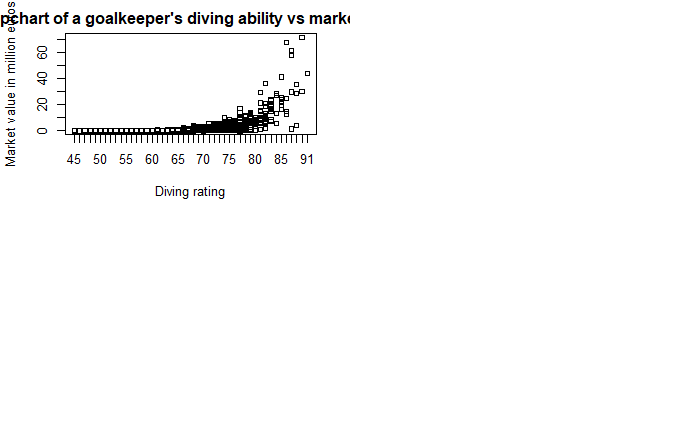 pchart of a goalkeeper's diving ability vs marke
Market value in million euros
60
40
20
0
45 50 55 60 65 70 75 80 85 91
Diving rating